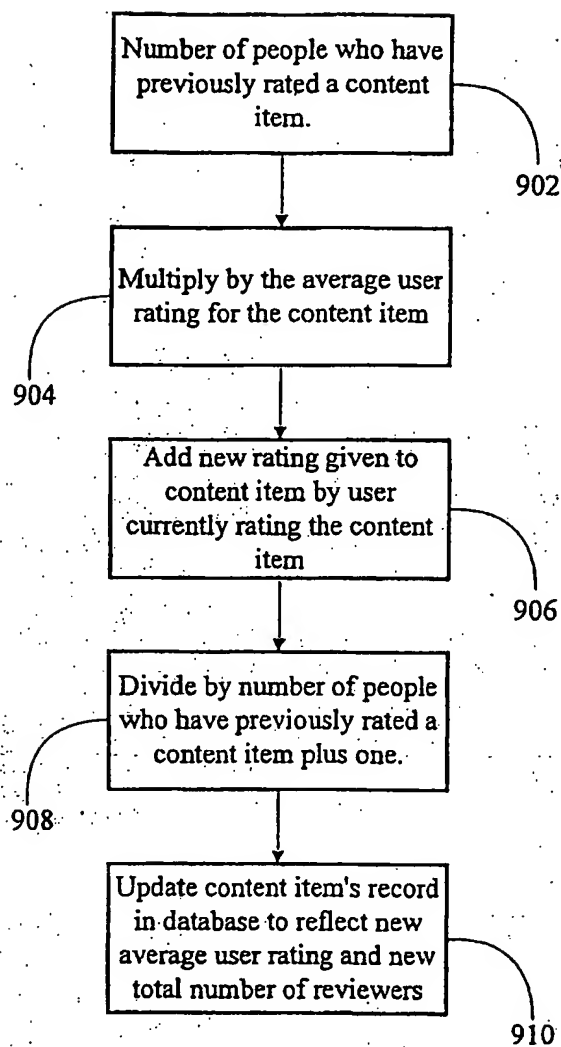 Number of people who have
previously rated a content
item.
902
Multiply by the average user
rating for the content item
904
Add new rating given to
content item by user
currently rating the content
item
906
Divide by number of people
who have previously rated a
content item plus one.
908
Update content item's record
in database to reflect new
average user rating and new
total number of reviewers
910